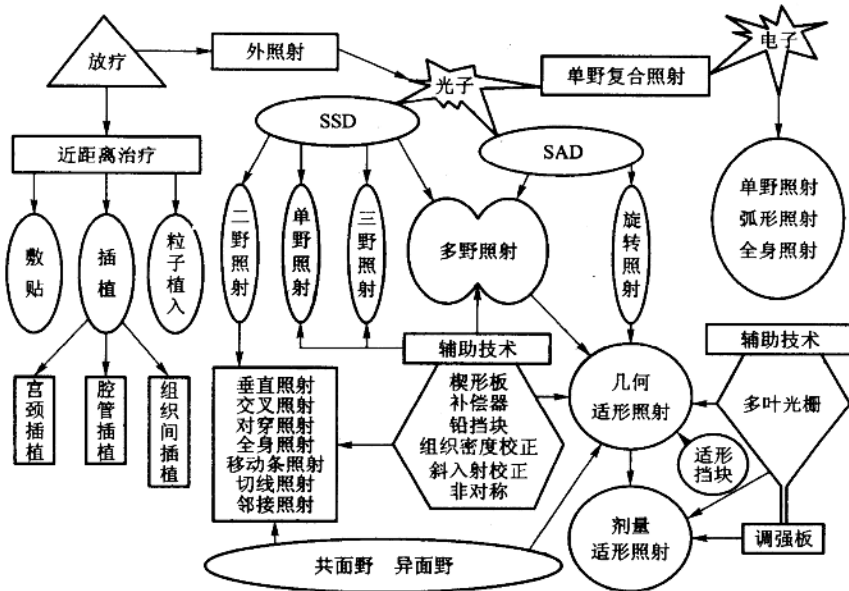 放疗
外照射
光子
单野复合照射
电子
近距离治疗
SSD
SAD
单野照射
弧形照射
全身照射
敷贴
插植
粒子植入
二野照射
单野照射
三野照射
多野照射
旋转照射
宫颈插植
腔管插植
组织间插植
辅助技术
楔形板
补偿器
铅挡块
组织密度校正
斜入射校正
非对称
垂直照射
交叉照射
对穿照射
全身照射
移动条照射
切线照射
邻接照射
几何
适形照射
辅助技术
多叶光栅
适形
挡块
剂量
适形照射
调强板
共面野 异面野